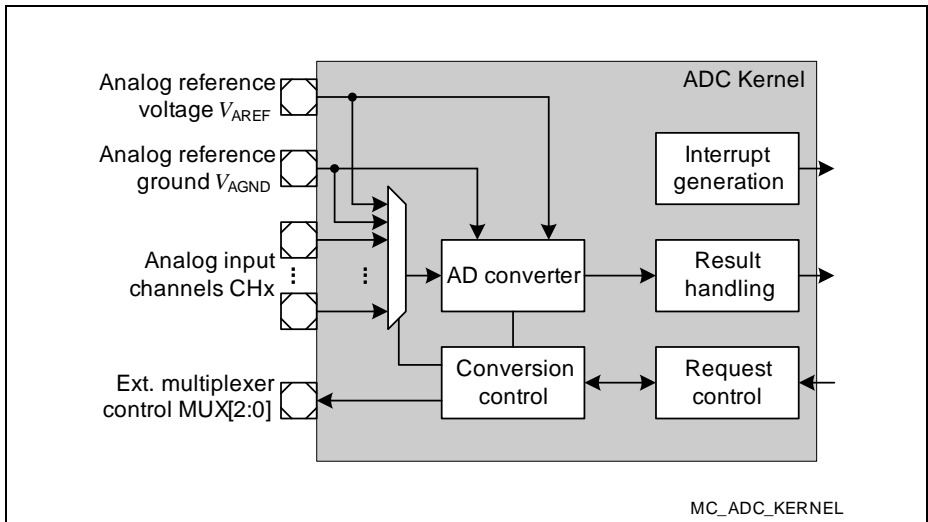 ADC Kernel
Analog reference
voltage VAREF
Analog reference
ground VAGND
Interrupt
generation
Analog input
channels CHx
AD converter
Result
handling
Ext. multiplexer
control MUX[2:0]
Conversion
control
Request
control
MC_ADC_KERNEL